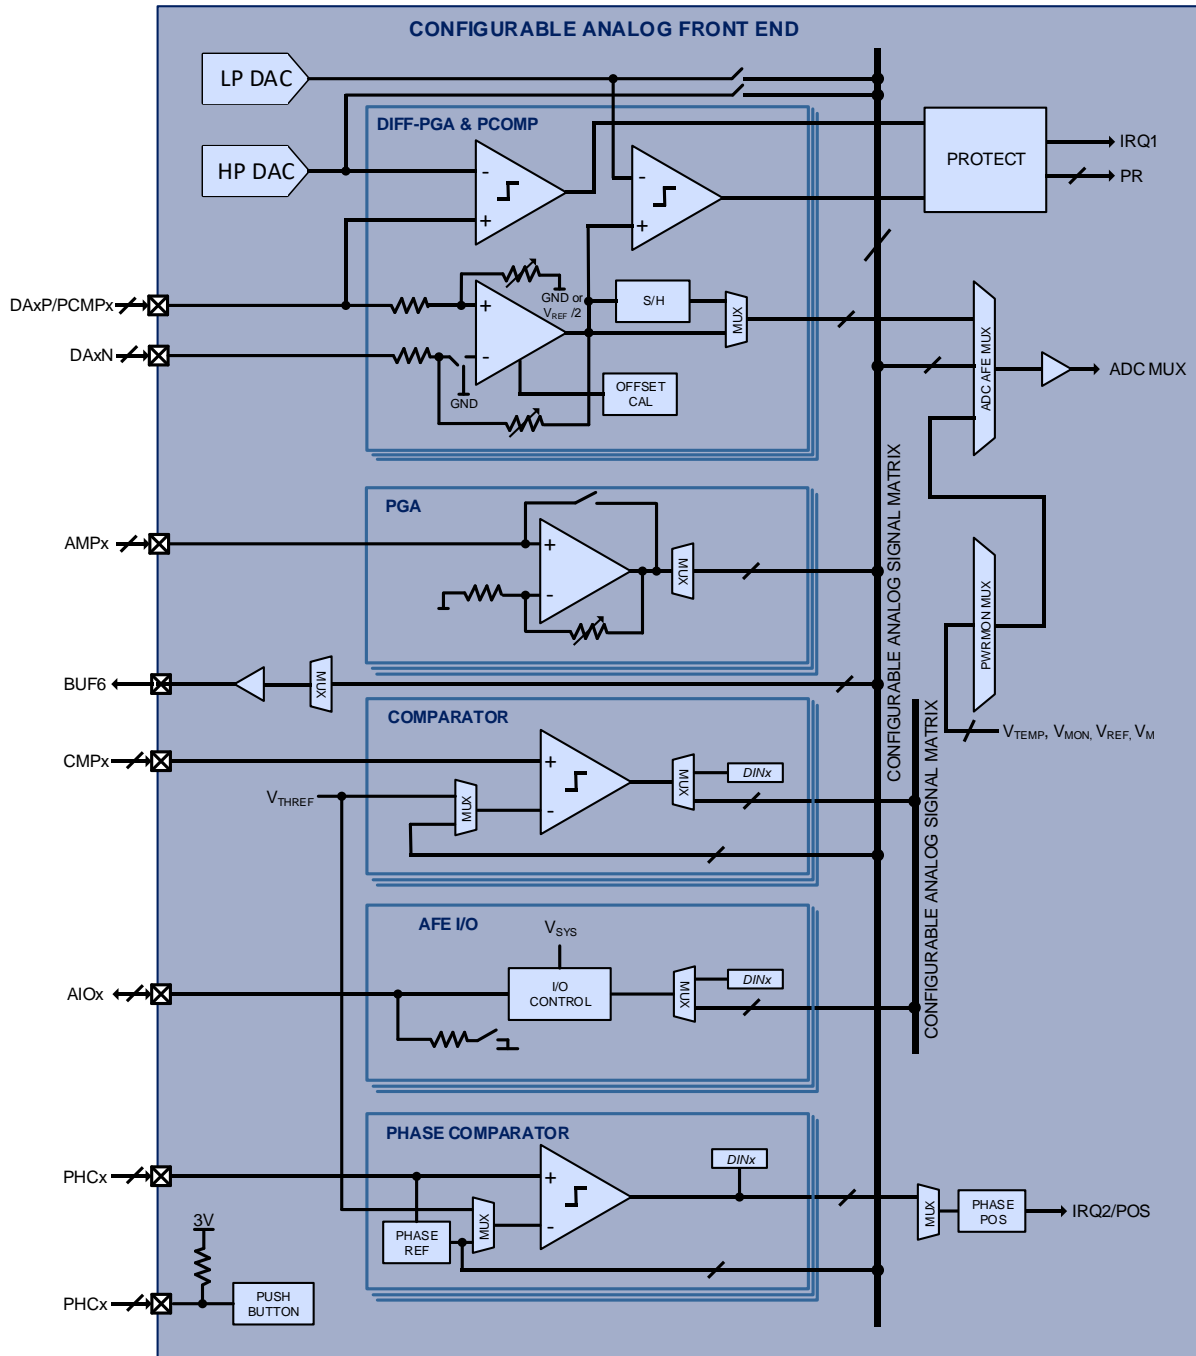 CONFIGURABLE ANALOG FRONT END
LP DAC
HP DAC
DIFF-PGA & PCOMP
-
+
-
+
PROTECT
IRQ1
PR
DAxP/PCMPx
DAxN
+
-
GND or
VREF /2
GND
S/H
MUX
OFFSET
CAL
ADC AFE MUX
ADC MUX
CONFIGURABLE ANALOG SIGNAL MATRIX
PGA
AMPx
+
-
MUX
PWRMON MUX
VTEMP, VMON, VREF, VM
BUF6
MUX
COMPARATOR
CMPx
VTHREF
MUX
+
-
MUX
DINx
CONFIGURABLE ANALOG SIGNAL MATRIX
AFE I/O
VSYS
AIOx
I/O
CONTROL
MUX
DINx
PHASE COMPARATOR
PHCx
+
-
PHASE
REF
MUX
DINx
MUX
PHASE
POS
IRQ2/POS
3V
PHCx
PUSH
BUTTON